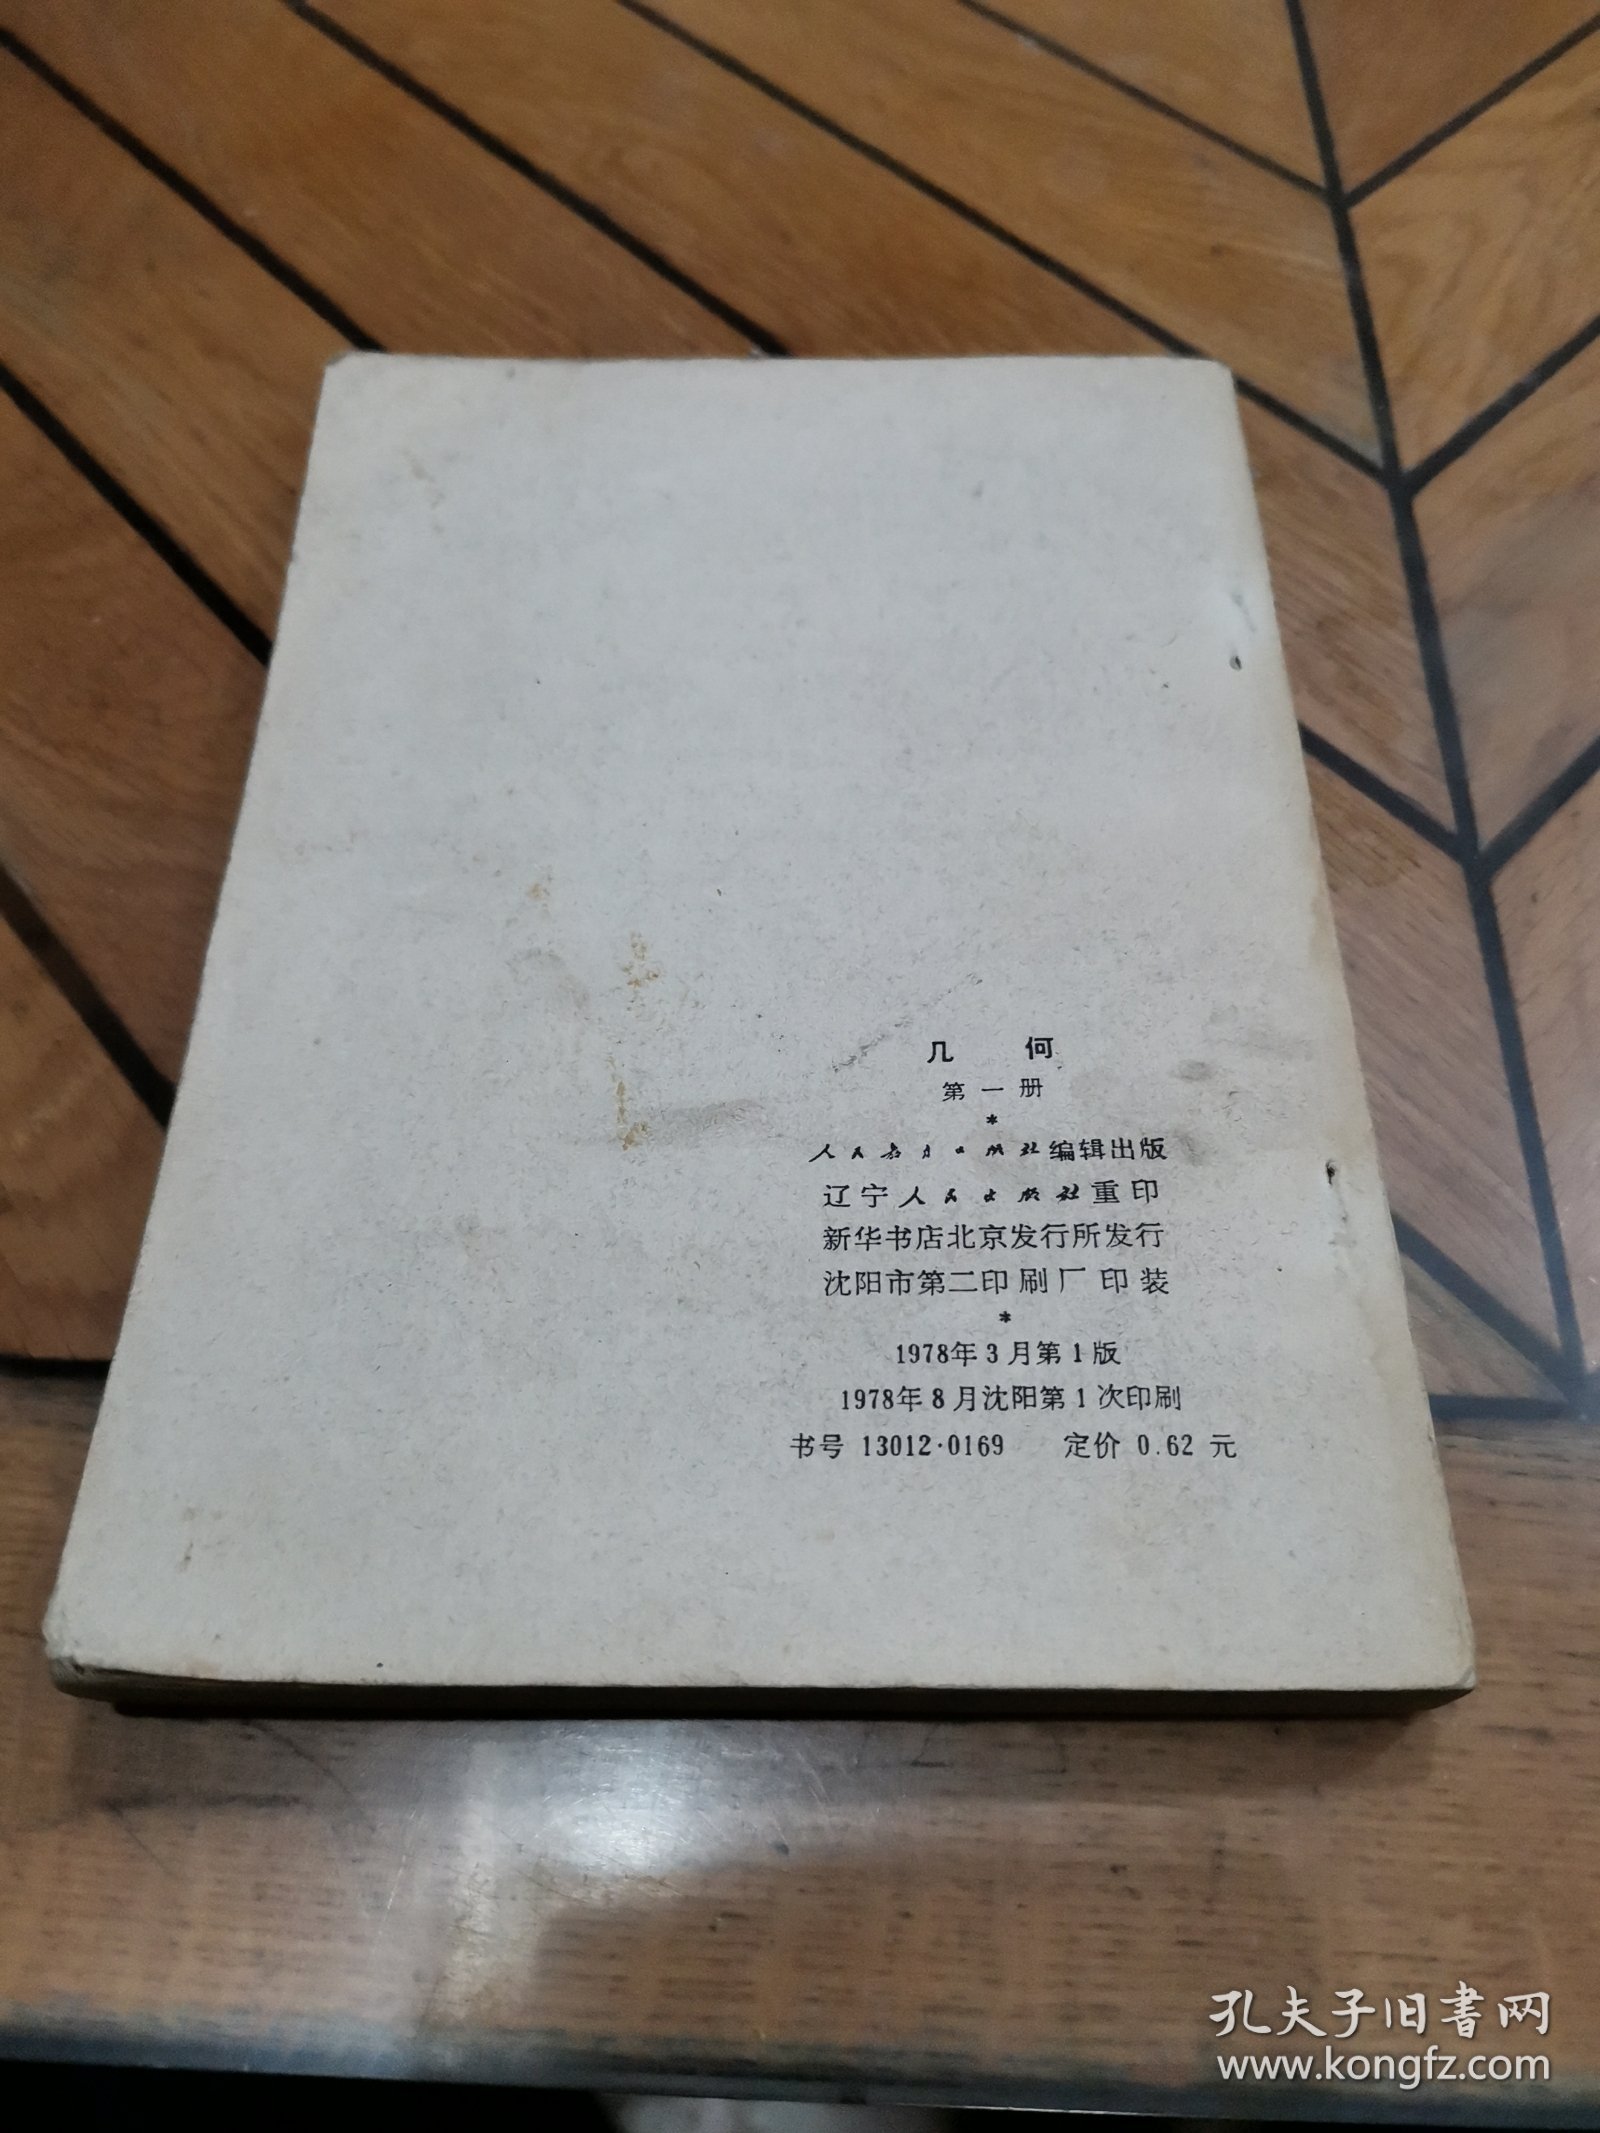 几何
第一册
*
人民教育出版社编辑出版
辽宁人民出版社重印
新华书店北京发行所发行
沈阳市第二印刷厂印装
*
1978年3月第1版
1978年8月沈阳第1次印刷
书号 13012·0169 定价 0.62 元
孔夫子旧书网
www.kongfz.com